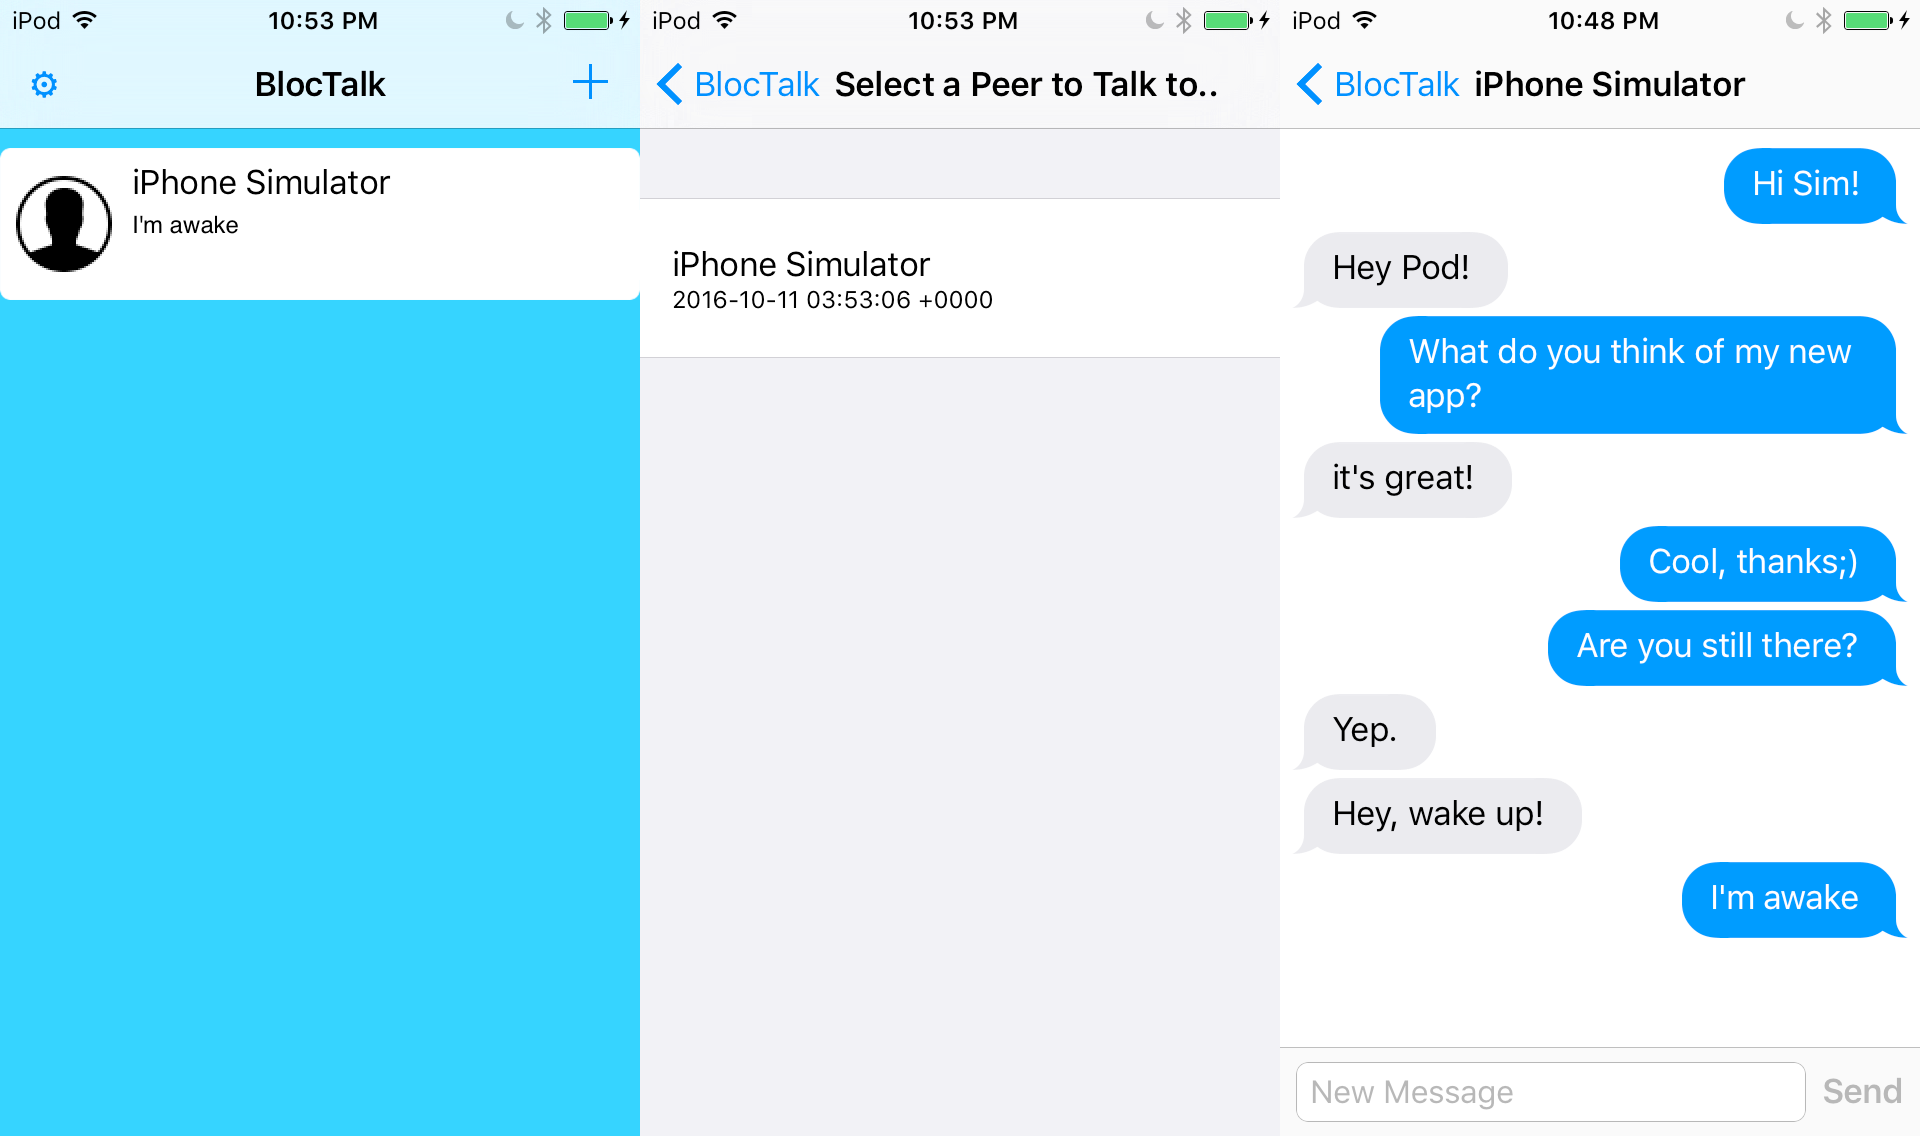 iPod 10:53 PM
BlocTalk
iPhone Simulator
I'm awake
iPod 10:53 PM
BlocTalk Select a Peer to Talk to..
iPhone Simulator
2016-10-11 03:53:06 +0000
iPod 10:48 PM
BlocTalk iPhone Simulator
Hi Sim!
Hey Pod!
What do you think of my new
app?
it's great!
Cool, thanks;)
Are you still there?
Yep.
Hey, wake up!
I'm awake
New Message Send